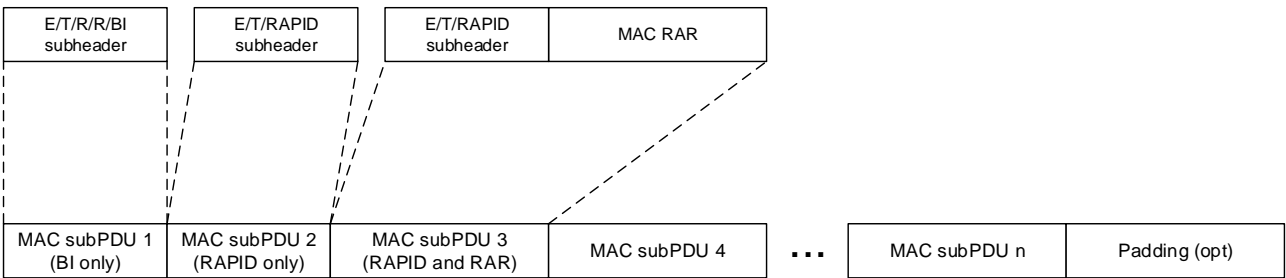 E/T/R/R/BI
subheader
E/T/RAPID
subheader
E/T/RAPID
subheader
MAC RAR
MAC subPDU 1
(BI only)
MAC subPDU 2
(RAPID only)
MAC subPDU 3
(RAPID and RAR)
MAC subPDU 4
...
MAC subPDU n
Padding (opt)